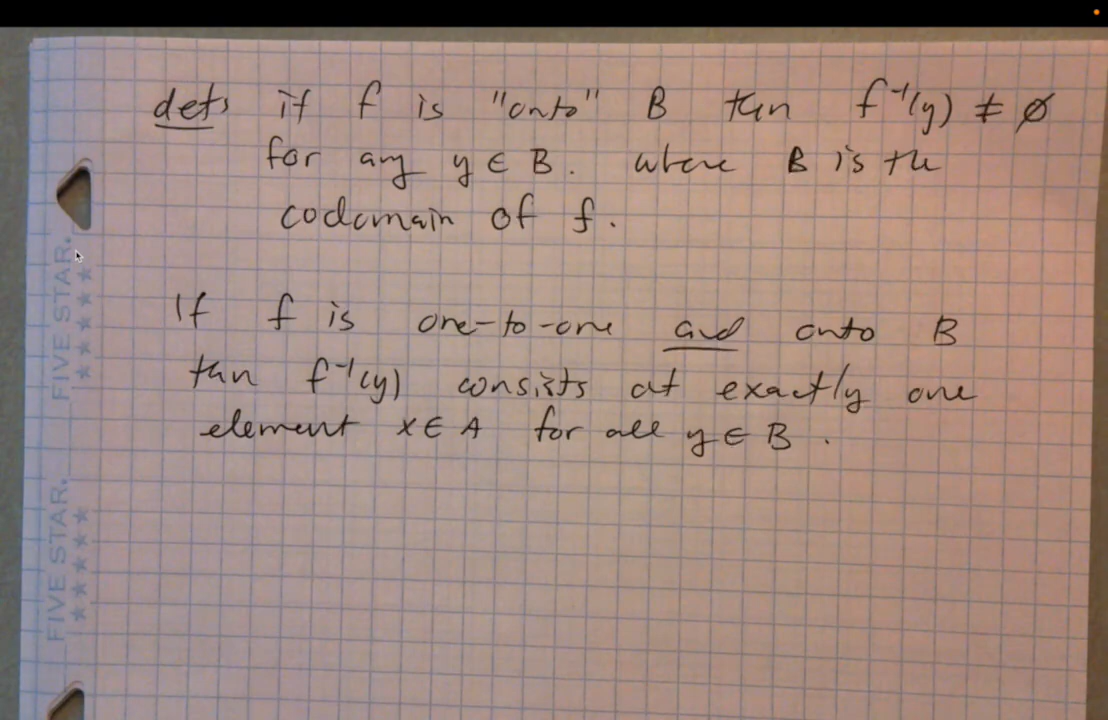 def: if f is "onto" B then f⁻¹(y) ≠ ∅
for any y ∈ B. where B is the
codomain of f.
If f is one-to-one and onto B
then f⁻¹(y) consists of exactly one
element x ∈ A for all y ∈ B.
FIVE STAR.
★★★★★
FIVE STAR.
★★★★★